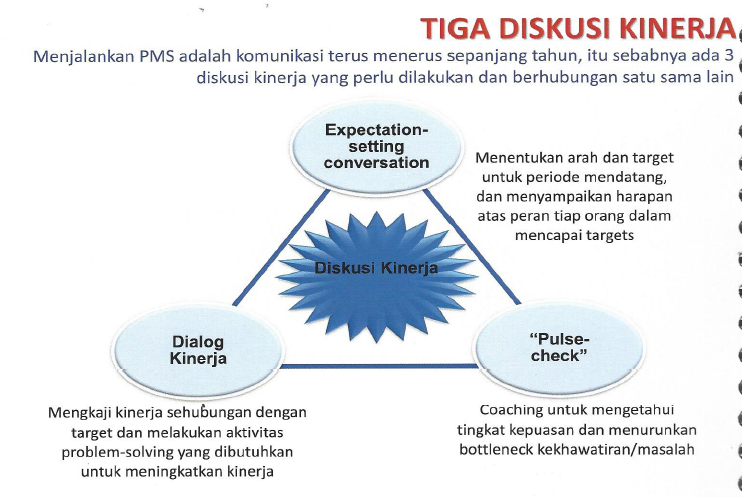 TIGA DISKUSI KINERJA
Menjalankan PMS adalah komunikasi terus menerus sepanjang tahun, itu sebabnya ada 3
diskusi kinerja yang perlu dilakukan dan berhubungan satu sama lain
Expectation-
setting
conversation
Menentukan arah dan target
untuk periode mendatang,
dan menyampaikan harapan
atas peran tiap orang dalam
mencapai targets
Diskusi Kinerja
Dialog
Kinerja
"Pulse-
check"
Mengkaji kinerja sehubungan dengan
target dan melakukan aktivitas
problem-solving yang dibutuhkan
untuk meningkatkan kinerja
Coaching untuk mengetahui
tingkat kepuasan dan menurunkan
bottleneck kekhawatiran/masalah